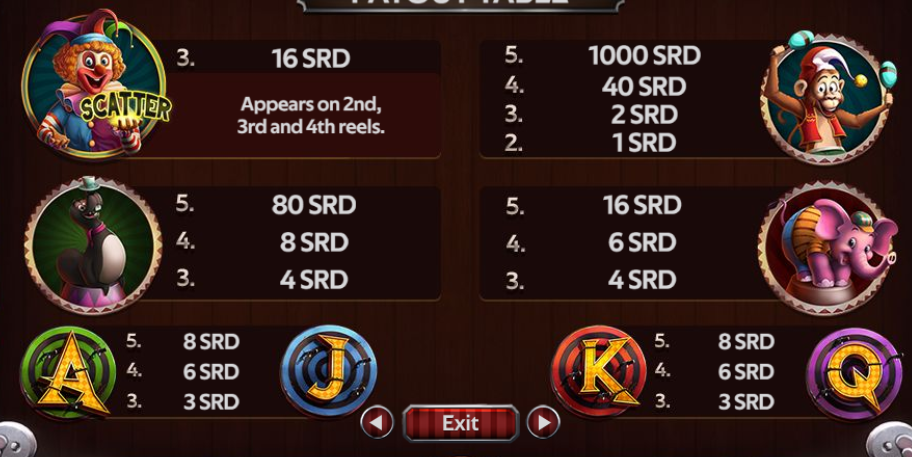 PAYOUT TABLE
SCATTER
3. 16 SRD
Appears on 2nd,
3rd and 4th reels.
5. 1000 SRD
4. 40 SRD
3. 2 SRD
2. 1 SRD
5. 80 SRD
4. 8 SRD
3. 4 SRD
5. 16 SRD
4. 6 SRD
3. 4 SRD
A
5. 8 SRD
4. 6 SRD
3. 3 SRD
J
K
5. 8 SRD
4. 6 SRD
3. 3 SRD
Q
Exit